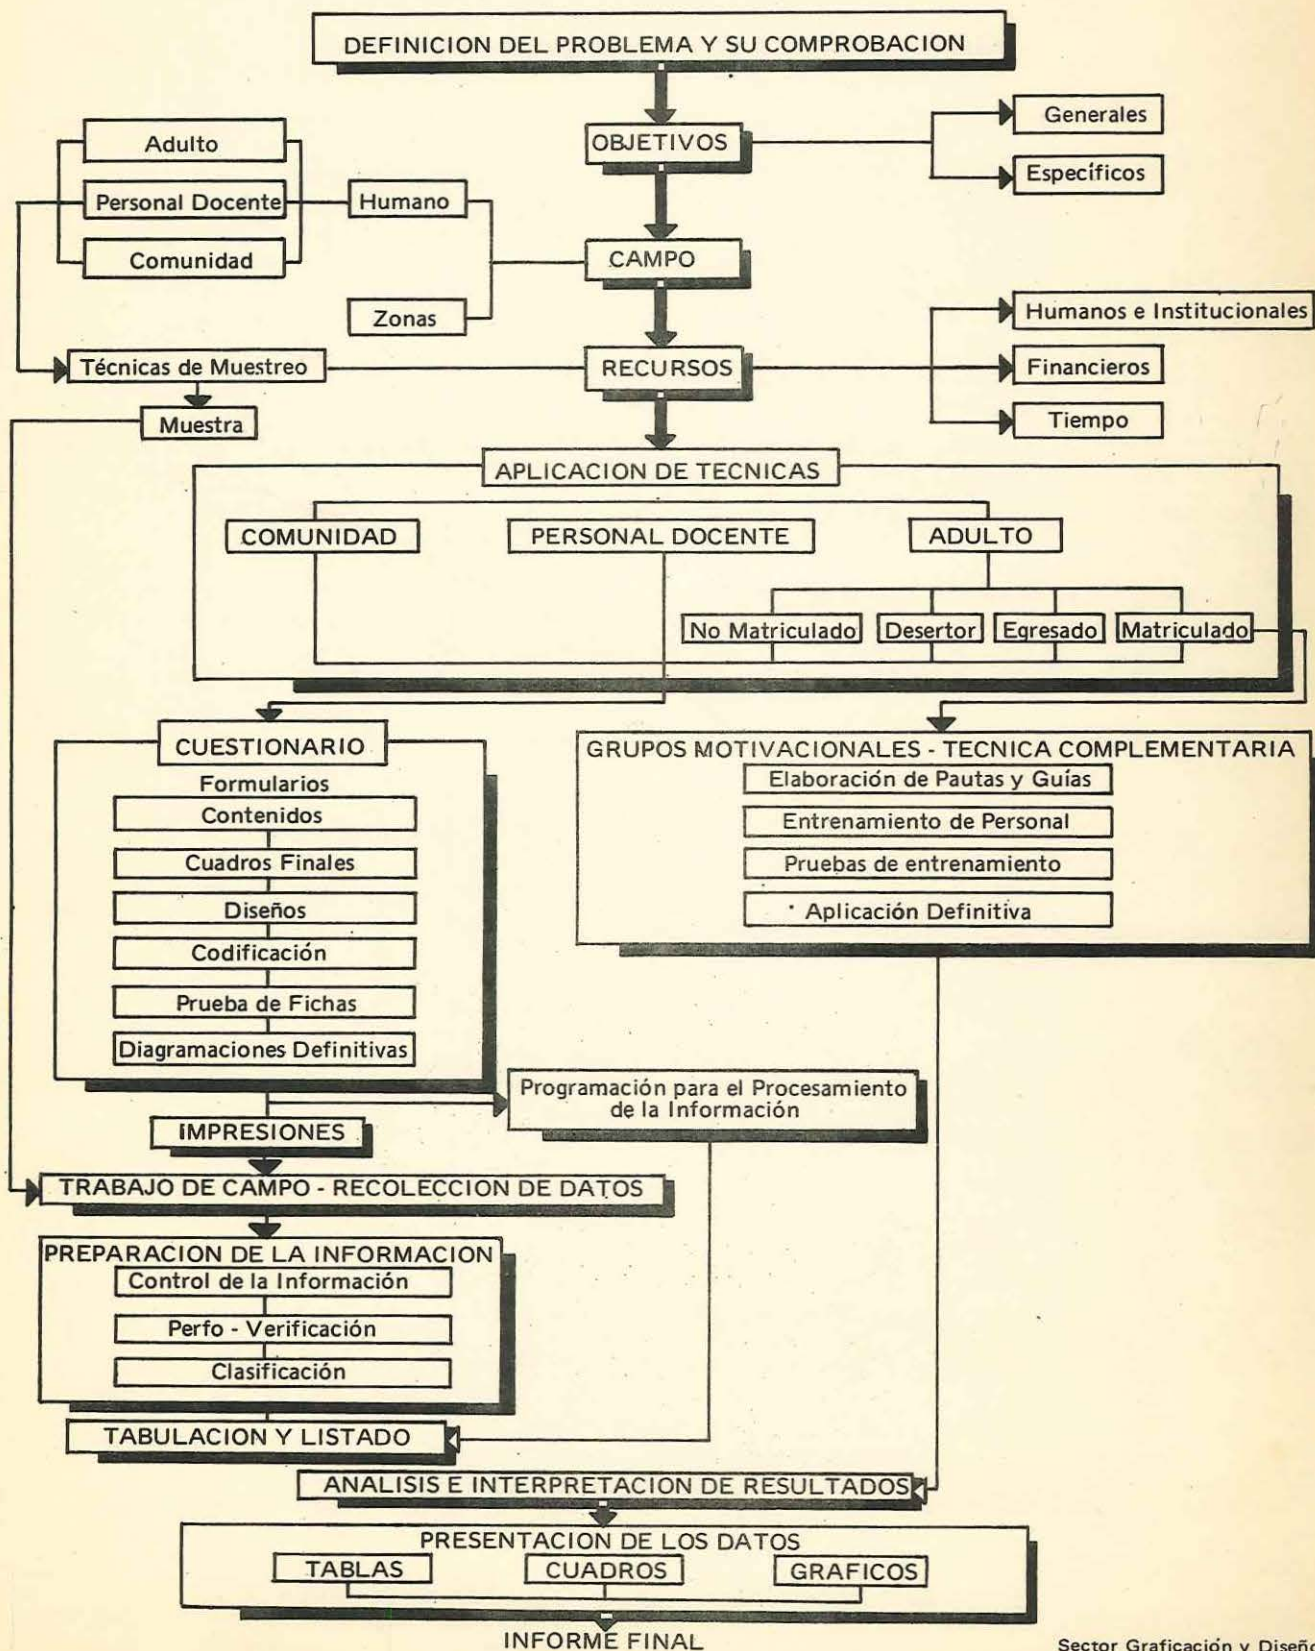 DEFINICION DEL PROBLEMA Y SU COMPROBACION
OBJETIVOS
Generales
Específicos
Adulto
Personal Docente
Comunidad
Humano
Zonas
CAMPO
Técnicas de Muestreo
Muestra
RECURSOS
Humanos e Institucionales
Financieros
Tiempo
APLICACION DE TECNICAS
COMUNIDAD
PERSONAL DOCENTE
ADULTO
No Matriculado
Desertor
Egresado
Matriculado
CUESTIONARIO
Formularios
Contenidos
Cuadros Finales
Diseños
Codificación
Prueba de Fichas
Diagramaciones Definitivas
GRUPOS MOTIVACIONALES - TECNICA COMPLEMENTARIA
Elaboración de Pautas y Guías
Entrenamiento de Personal
Pruebas de entrenamiento
Aplicación Definitiva
Programación para el Procesamiento
de la Información
IMPRESIONES
TRABAJO DE CAMPO - RECOLECCION DE DATOS
PREPARACION DE LA INFORMACION
Control de la Información
Perfo - Verificación
Clasificación
TABULACION Y LISTADO
ANALISIS E INTERPRETACION DE RESULTADOS
PRESENTACION DE LOS DATOS
TABLAS
CUADROS
GRAFICOS
INFORME FINAL
Sector Graficación y Diseño